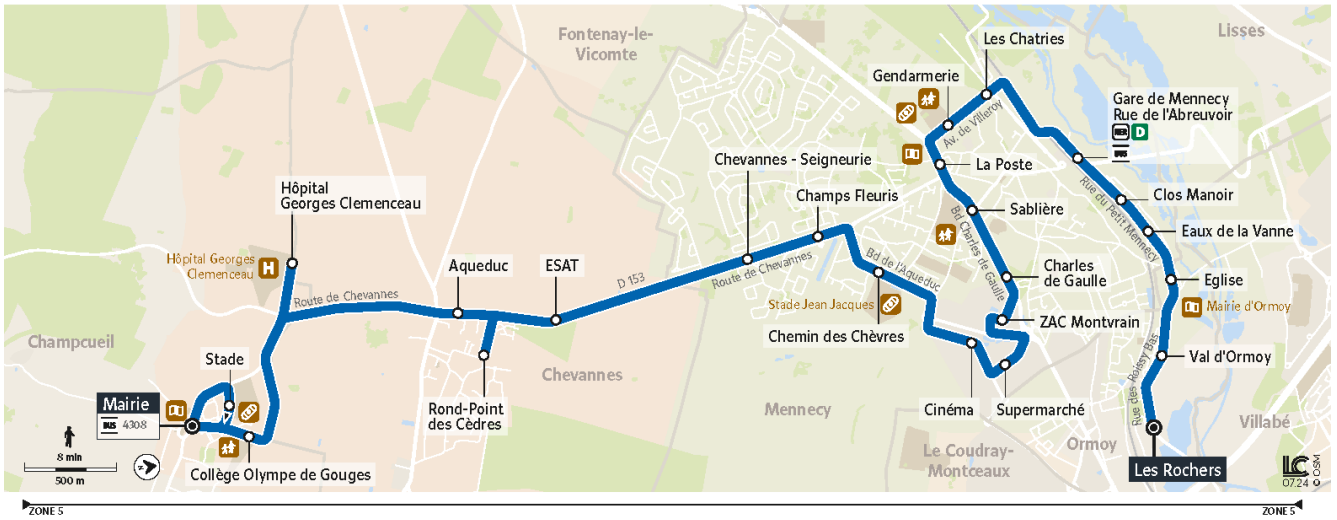 Fontenay-le-
Vicomte
Lisses
Les Chatries
Gendarmerie
Av. de Villeroy
Gare de Mennecy
Rue de l'Abreuvoir
RER D
BUS
La Poste
Chevannes - Seigneurie
Champs Fleuris
Sablière
Rue du Petit Mennecy
Clos Manoir
Eaux de la Vanne
Hôpital
Georges Clemenceau
Hôpital Georges
Clemenceau
H
Aqueduc
ESAT
D 153
Route de Chevannes
Route de Chevannes
Bd de l'Aqueduc
Bd Charles de Gaulle
Charles
de Gaulle
Eglise
Mairie d'Ormoy
Stade Jean Jacques
Chemin des Chèvres
ZAC Montvrain
Champcueil
Stade
Chevannes
Val d'Ormoy
Rue des Roissy Bas
Mairie
BUS 4308
Rond-Point
des Cèdres
Mennecy
Cinéma
Supermarché
Villabé
Ormoy
Le Coudray-
Montceaux
Collège Olympe de Gouges
Les Rochers
8 min
500 m
N
LC
07.24
© OSM
ZONE 5
ZONE 5